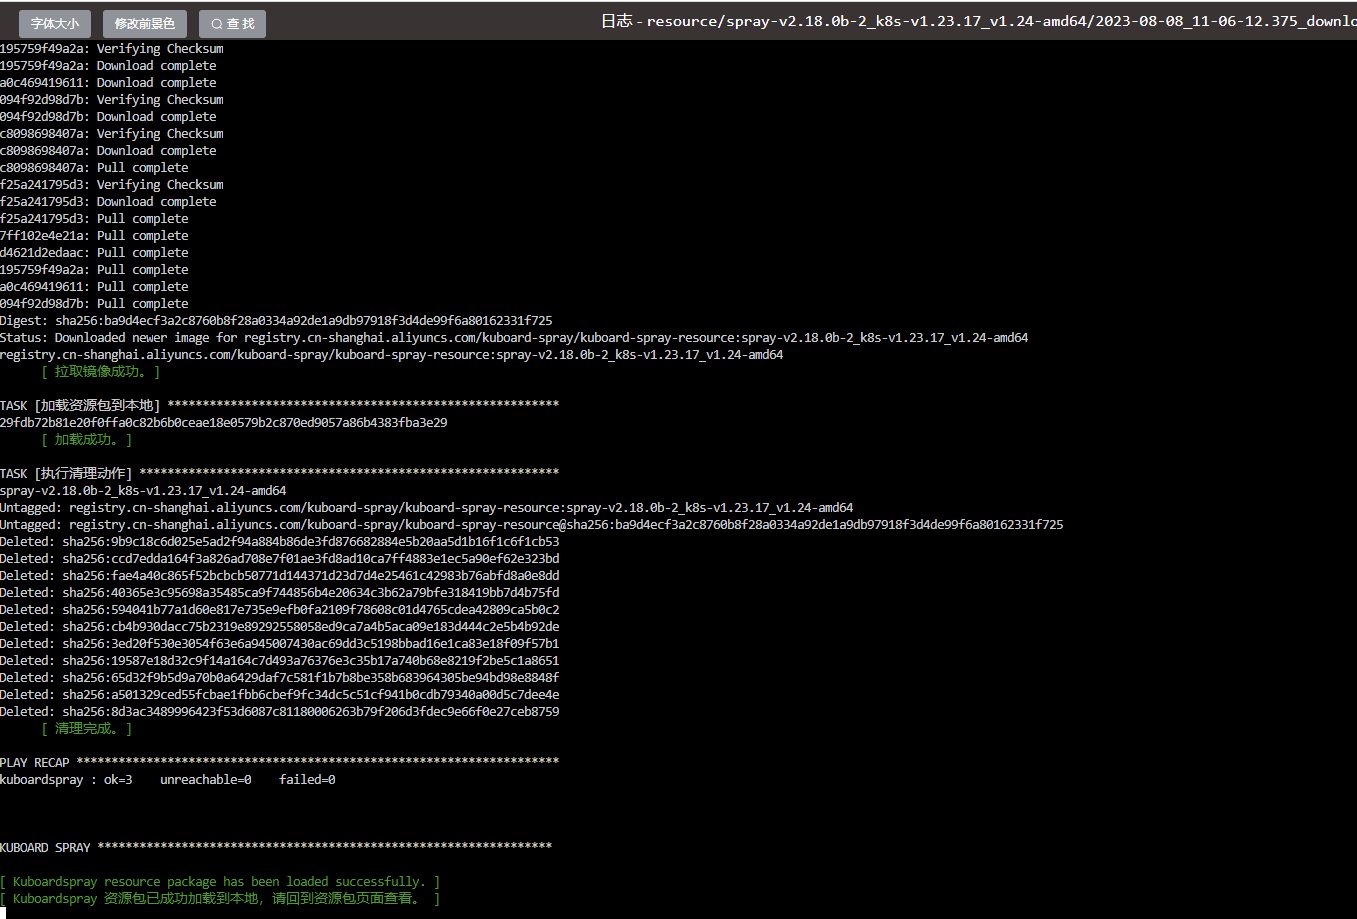 字体大小 修改前景色 查 找 日志 - resource/spray-v2.18.0b-2_k8s-v1.23.17_v1.24-amd64/2023-08-08_11-06-12.375_downlo
195759f49a2a: Verifying Checksum
195759f49a2a: Download complete
a0c469419611: Download complete
094f92d98d7b: Verifying Checksum
094f92d98d7b: Download complete
c8098698407a: Verifying Checksum
c8098698407a: Download complete
c8098698407a: Pull complete
f25a241795d3: Verifying Checksum
f25a241795d3: Download complete
f25a241795d3: Pull complete
7ff102e4e21a: Pull complete
d4621d2edaac: Pull complete
195759f49a2a: Pull complete
a0c469419611: Pull complete
094f92d98d7b: Pull complete
Digest: sha256:ba9d4ecf3a2c8760b8f28a0334a92de1a9db97918f3d4de99f6a80162331f725
Status: Downloaded newer image for registry.cn-shanghai.aliyuncs.com/kuboard-spray/kuboard-spray-resource:spray-v2.18.0b-2_k8s-v1.23.17_v1.24-amd64
registry.cn-shanghai.aliyuncs.com/kuboard-spray/kuboard-spray-resource:spray-v2.18.0b-2_k8s-v1.23.17_v1.24-amd64
[ 拉取镜像成功。 ]
TASK [加载资源包到本地] ********************************************************
29fdb72b81e20f0ffa0c82b6b0ceae18e0579b2c870ed9057a86b4383fba3e29
[ 加载成功。 ]
TASK [执行清理动作] ************************************************************
spray-v2.18.0b-2_k8s-v1.23.17_v1.24-amd64
Untagged: registry.cn-shanghai.aliyuncs.com/kuboard-spray/kuboard-spray-resource:spray-v2.18.0b-2_k8s-v1.23.17_v1.24-amd64
Untagged: registry.cn-shanghai.aliyuncs.com/kuboard-spray/kuboard-spray-resource@sha256:ba9d4ecf3a2c8760b8f28a0334a92de1a9db97918f3d4de99f6a80162331f725
Deleted: sha256:9b9c18c6d025e5ad2f94a884b86de3fd876682884e5b20aa5d1b16f1c6f1cb53
Deleted: sha256:ccd7edda164f3a826ad708e7f01ae3fd8ad10ca7ff4883e1ec5a90ef62e323bd
Deleted: sha256:fae4a40c865f52bcbcb50771d144371d23d7d4e25461c42983b76abfd8a0e8dd
Deleted: sha256:40365e3c95698a35485ca9f744856b4e20634c3b62a79bfe318419bb7d4b75fd
Deleted: sha256:594041b77a1d60e817e735e9efb0fa2109f78608c01d4765cdea42809ca5b0c2
Deleted: sha256:cb4b930dacc75b2319e89292558058ed9ca7a4b5aca09e183d444c2e5b4b92de
Deleted: sha256:3ed20f530e3054f63e6a945007430ac69dd3c5198bbad16e1ca83e18f09f57b1
Deleted: sha256:19587e18d32c9f14a164c7d493a76376e3c35b17a740b68e8219f2be5c1a8651
Deleted: sha256:65d32f9b5d9a70b0a6429daf7c581f1b7b8be358b683964305be94bd98e8848f
Deleted: sha256:a501329ced55fcbae1fbb6cbef9fc34dc5c51cf941b0cdb79340a00d5c7dee4e
Deleted: sha256:8d3ac3489996423f53d6087c81180006263b79f206d3fdec9e66f0e27ceb8759
[ 清理完成。 ]
PLAY RECAP *********************************************************************
kuboardspray : ok=3 unreachable=0 failed=0
KUBOARD SPRAY *****************************************************************
[ Kuboardspray resource package has been loaded successfully. ]
[ Kuboardspray 资源包已成功加载到本地，请回到资源包页面查看。 ]